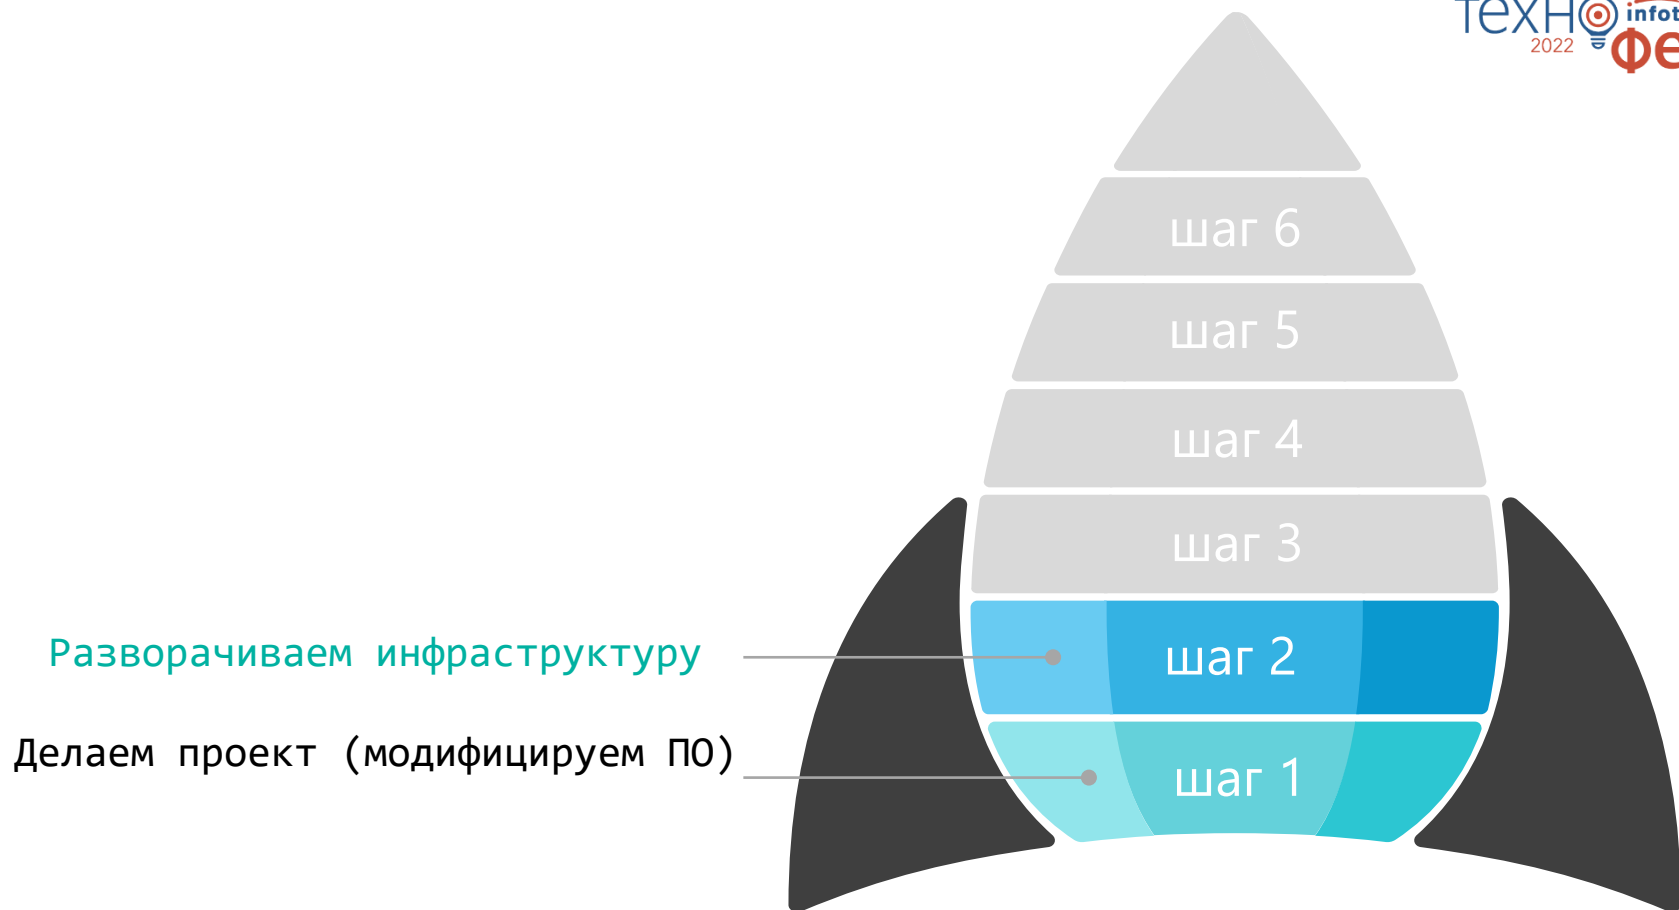 техно infot
2022 фе
шаг 6
шаг 5
шаг 4
шаг 3
Разворачиваем инфраструктуру
шаг 2
Делаем проект (модифицируем ПО)
шаг 1